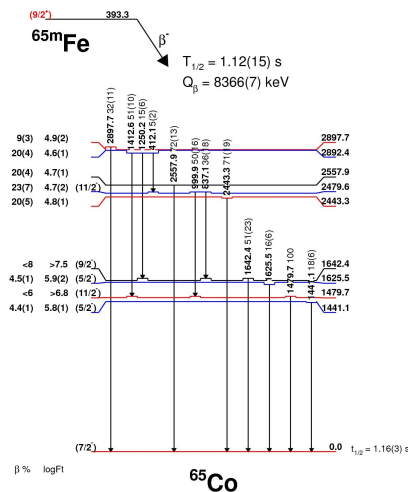 (9/2⁺) 393.3
⁶⁵ᵐFe
β⁻
T₁/₂ = 1.12(15) s
Qᵦ = 8366(7) keV
2897.7 32(11)
1412.6 51(10)
1250.2 15(6)
412.1 5(2)
2557.9 72(13)
999.9 50(16)
837.1 36(18)
2443.3 71(19)
9(3) 4.9(2) 2897.7
20(4) 4.6(1) 2892.4
20(4) 4.7(1) 2557.9
23(7) 4.7(2) (11/2⁻) 2479.6
20(5) 4.8(1) 2443.3
1642.4 51(23)
1625.5 16(6)
1479.7 100
1441.1 18(6)
<8 >7.5 (9/2⁻) 1642.4
4.5(1) 5.9(2) (5/2⁻) 1625.5
<6 >6.8 (11/2⁻) 1479.7
4.4(1) 5.8(1) (5/2⁻) 1441.1
(7/2⁻) 0.0 t₁/₂ = 1.16(3) s
β % logFt
⁶⁵Co